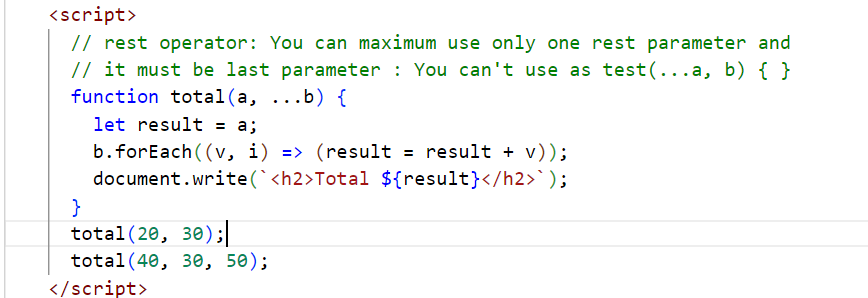 <script>
// rest operator: You can maximum use only one rest parameter and
// it must be last parameter : You can't use as test(...a, b) { }
function total(a, ...b) {
let result = a;
b.forEach((v, i) => (result = result + v));
document.write(`<h2>Total ${result}</h2>`);
}
total(20, 30);
total(40, 30, 50);
</script>